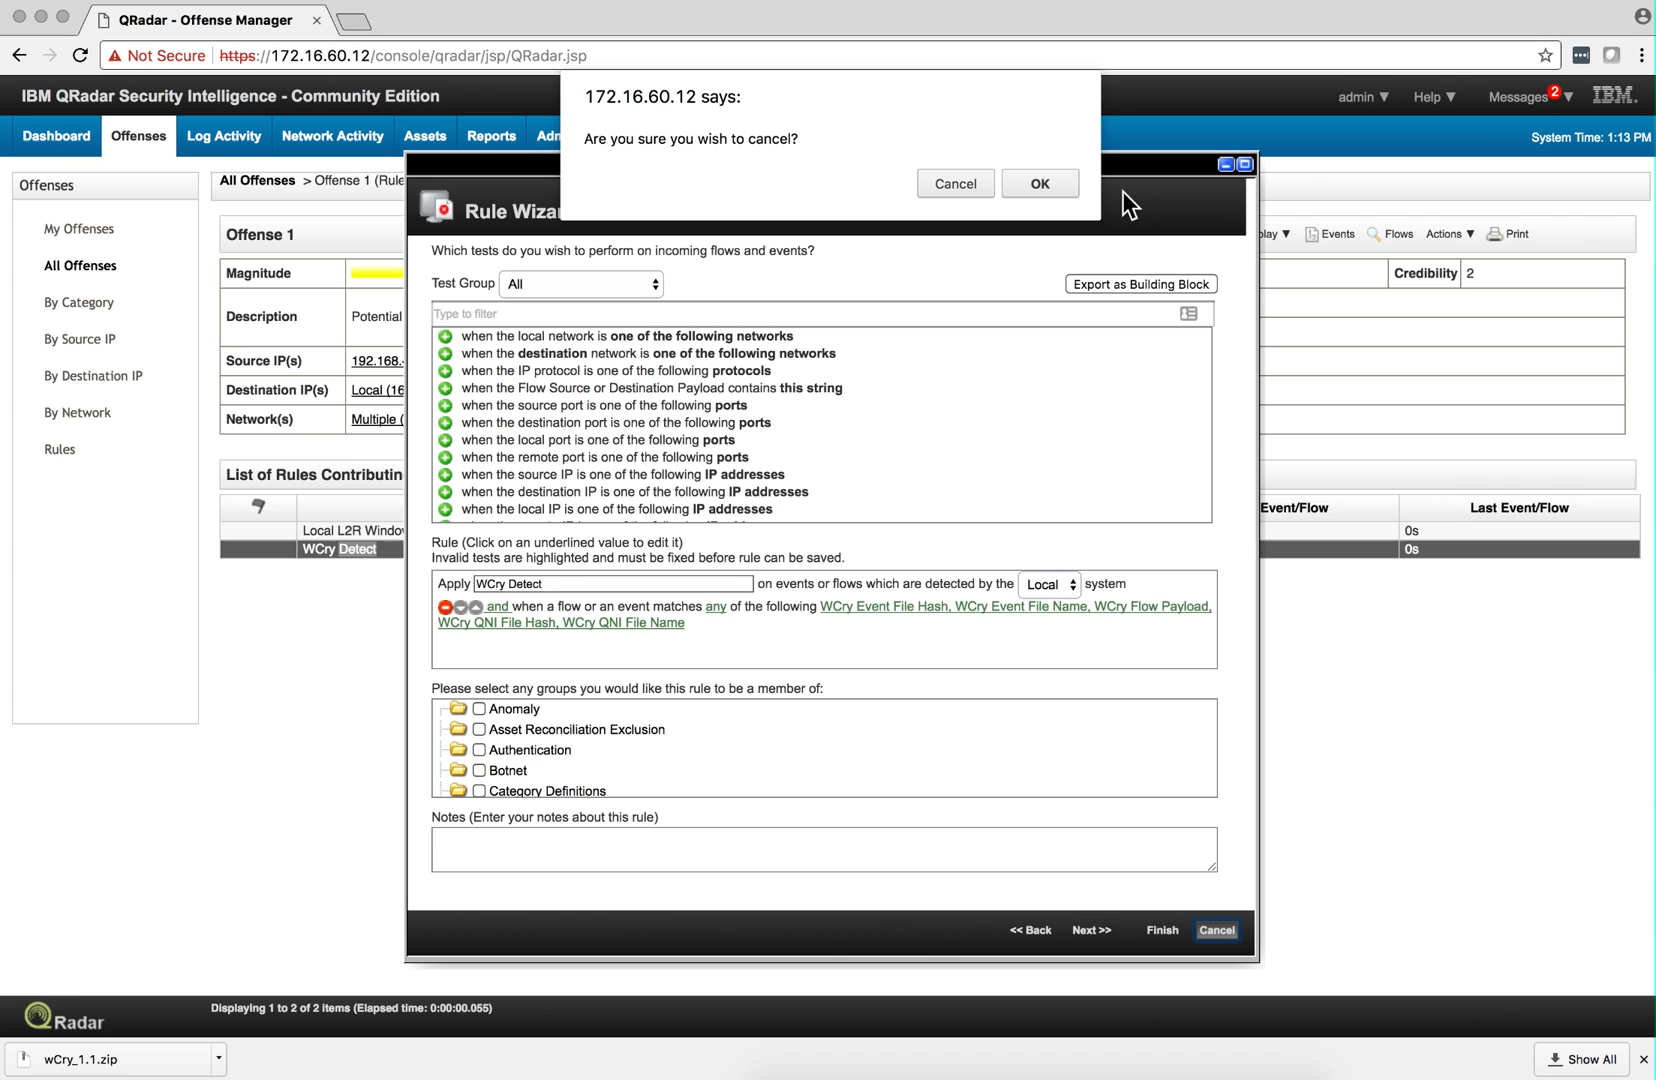 QRadar - Offense Manager
Not Secure https://172.16.60.12/console/qradar/jsp/QRadar.jsp
IBM QRadar Security Intelligence - Community Edition
admin Help Messages 2 IBM.
Dashboard Offenses Log Activity Network Activity Assets Reports
System Time: 1:13 PM
172.16.60.12 says:
Are you sure you wish to cancel?
Cancel OK
Offenses
My Offenses
All Offenses
By Category
By Source IP
By Destination IP
By Network
Rules
All Offenses > Offense 1
Offense 1
Events Flows Actions Print
Magnitude
Credibility 2
Description Potential
Source IP(s) 192.168.
Destination IP(s) Local (16
Network(s) Multiple (
List of Rules
Event/Flow Last Event/Flow
Local L2R
0s
WCry Detect
0s
Rule
Which tests do you wish to perform on incoming flows and events?
Test Group All
Export as Building Block
Type to filter
when the local network is one of the following networks
when the destination network is one of the following networks
when the IP protocol is one of the following protocols
when the Flow Source or Destination Payload contains this string
when the source port is one of the following ports
when the destination port is one of the following ports
when the local port is one of the following ports
when the remote port is one of the following ports
when the source IP is one of the following IP addresses
when the destination IP is one of the following IP addresses
when the local IP is one of the following IP addresses
Rule (Click on an underlined value to edit it)
Invalid tests are highlighted and must be fixed before rule can be saved.
Apply WCry Detect on events or flows which are detected by the Local system
and when a flow or an event matches any of the following WCry Event File Hash, WCry Event File Name, WCry Flow Payload,
WCry QNI File Hash, WCry QNI File Name
Please select any groups you would like this rule to be a member of:
Anomaly
Asset Reconciliation Exclusion
Authentication
Botnet
Category Definitions
Notes (Enter your notes about this rule)
<< Back Next >> Finish Cancel
QRadar
Displaying 1 to 2 of 2 items (Elapsed time: 0:00:00.055)
wCry_1.1.zip
Show All